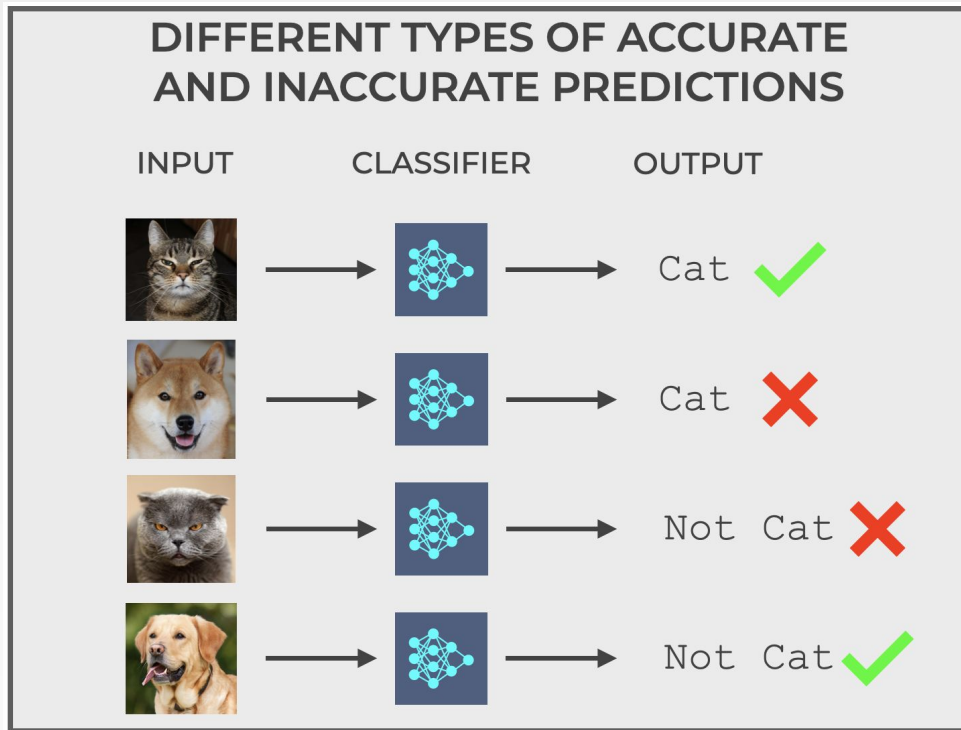 DIFFERENT TYPES OF ACCURATE
AND INACCURATE PREDICTIONS
INPUT CLASSIFIER OUTPUT
Cat
Cat
Not Cat
Not Cat